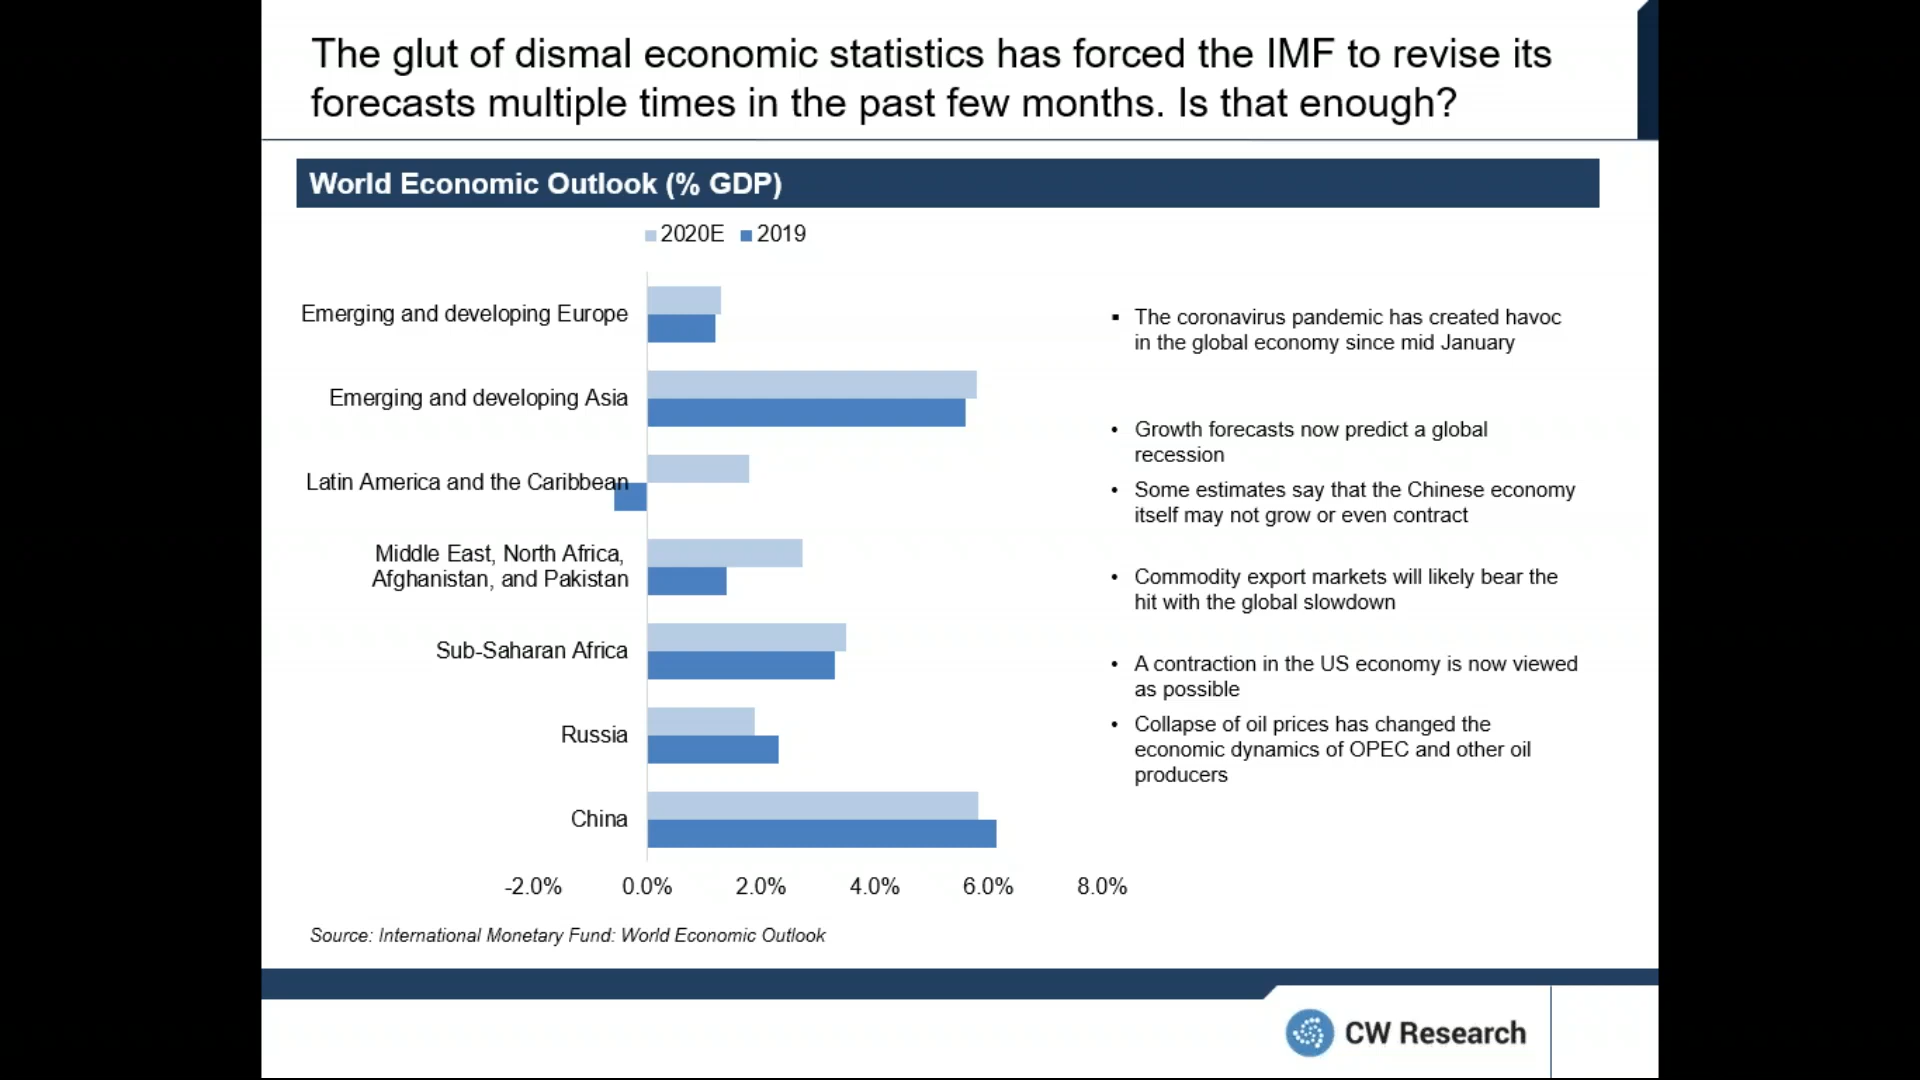 The glut of dismal economic statistics has forced the IMF to revise its
forecasts multiple times in the past few months. Is that enough?
World Economic Outlook (% GDP)
2020E 2019
Emerging and developing Europe
Emerging and developing Asia
Latin America and the Caribbean
Middle East, North Africa,
Afghanistan, and Pakistan
Sub-Saharan Africa
Russia
China
-2.0% 0.0% 2.0% 4.0% 6.0% 8.0%
▪ The coronavirus pandemic has created havoc
in the global economy since mid January
• Growth forecasts now predict a global
recession
• Some estimates say that the Chinese economy
itself may not grow or even contract
• Commodity export markets will likely bear the
hit with the global slowdown
• A contraction in the US economy is now viewed
as possible
• Collapse of oil prices has changed the
economic dynamics of OPEC and other oil
producers
Source: International Monetary Fund: World Economic Outlook
CW Research